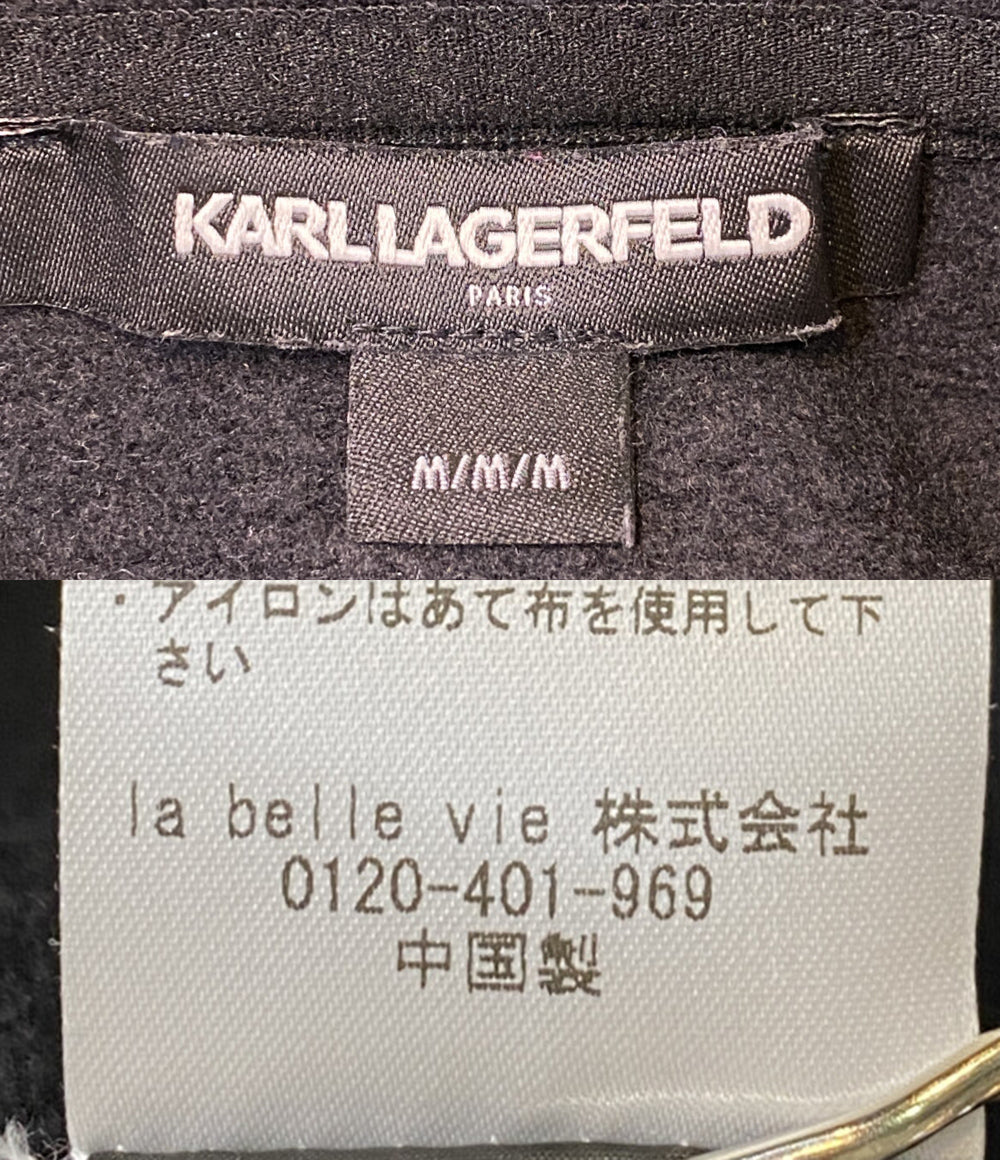 KARL LAGERFELD
PARIS
M/M/M
・アイロンはあて布を使用して下
さい
la belle vie 株式会社
0120-401-969
中国製